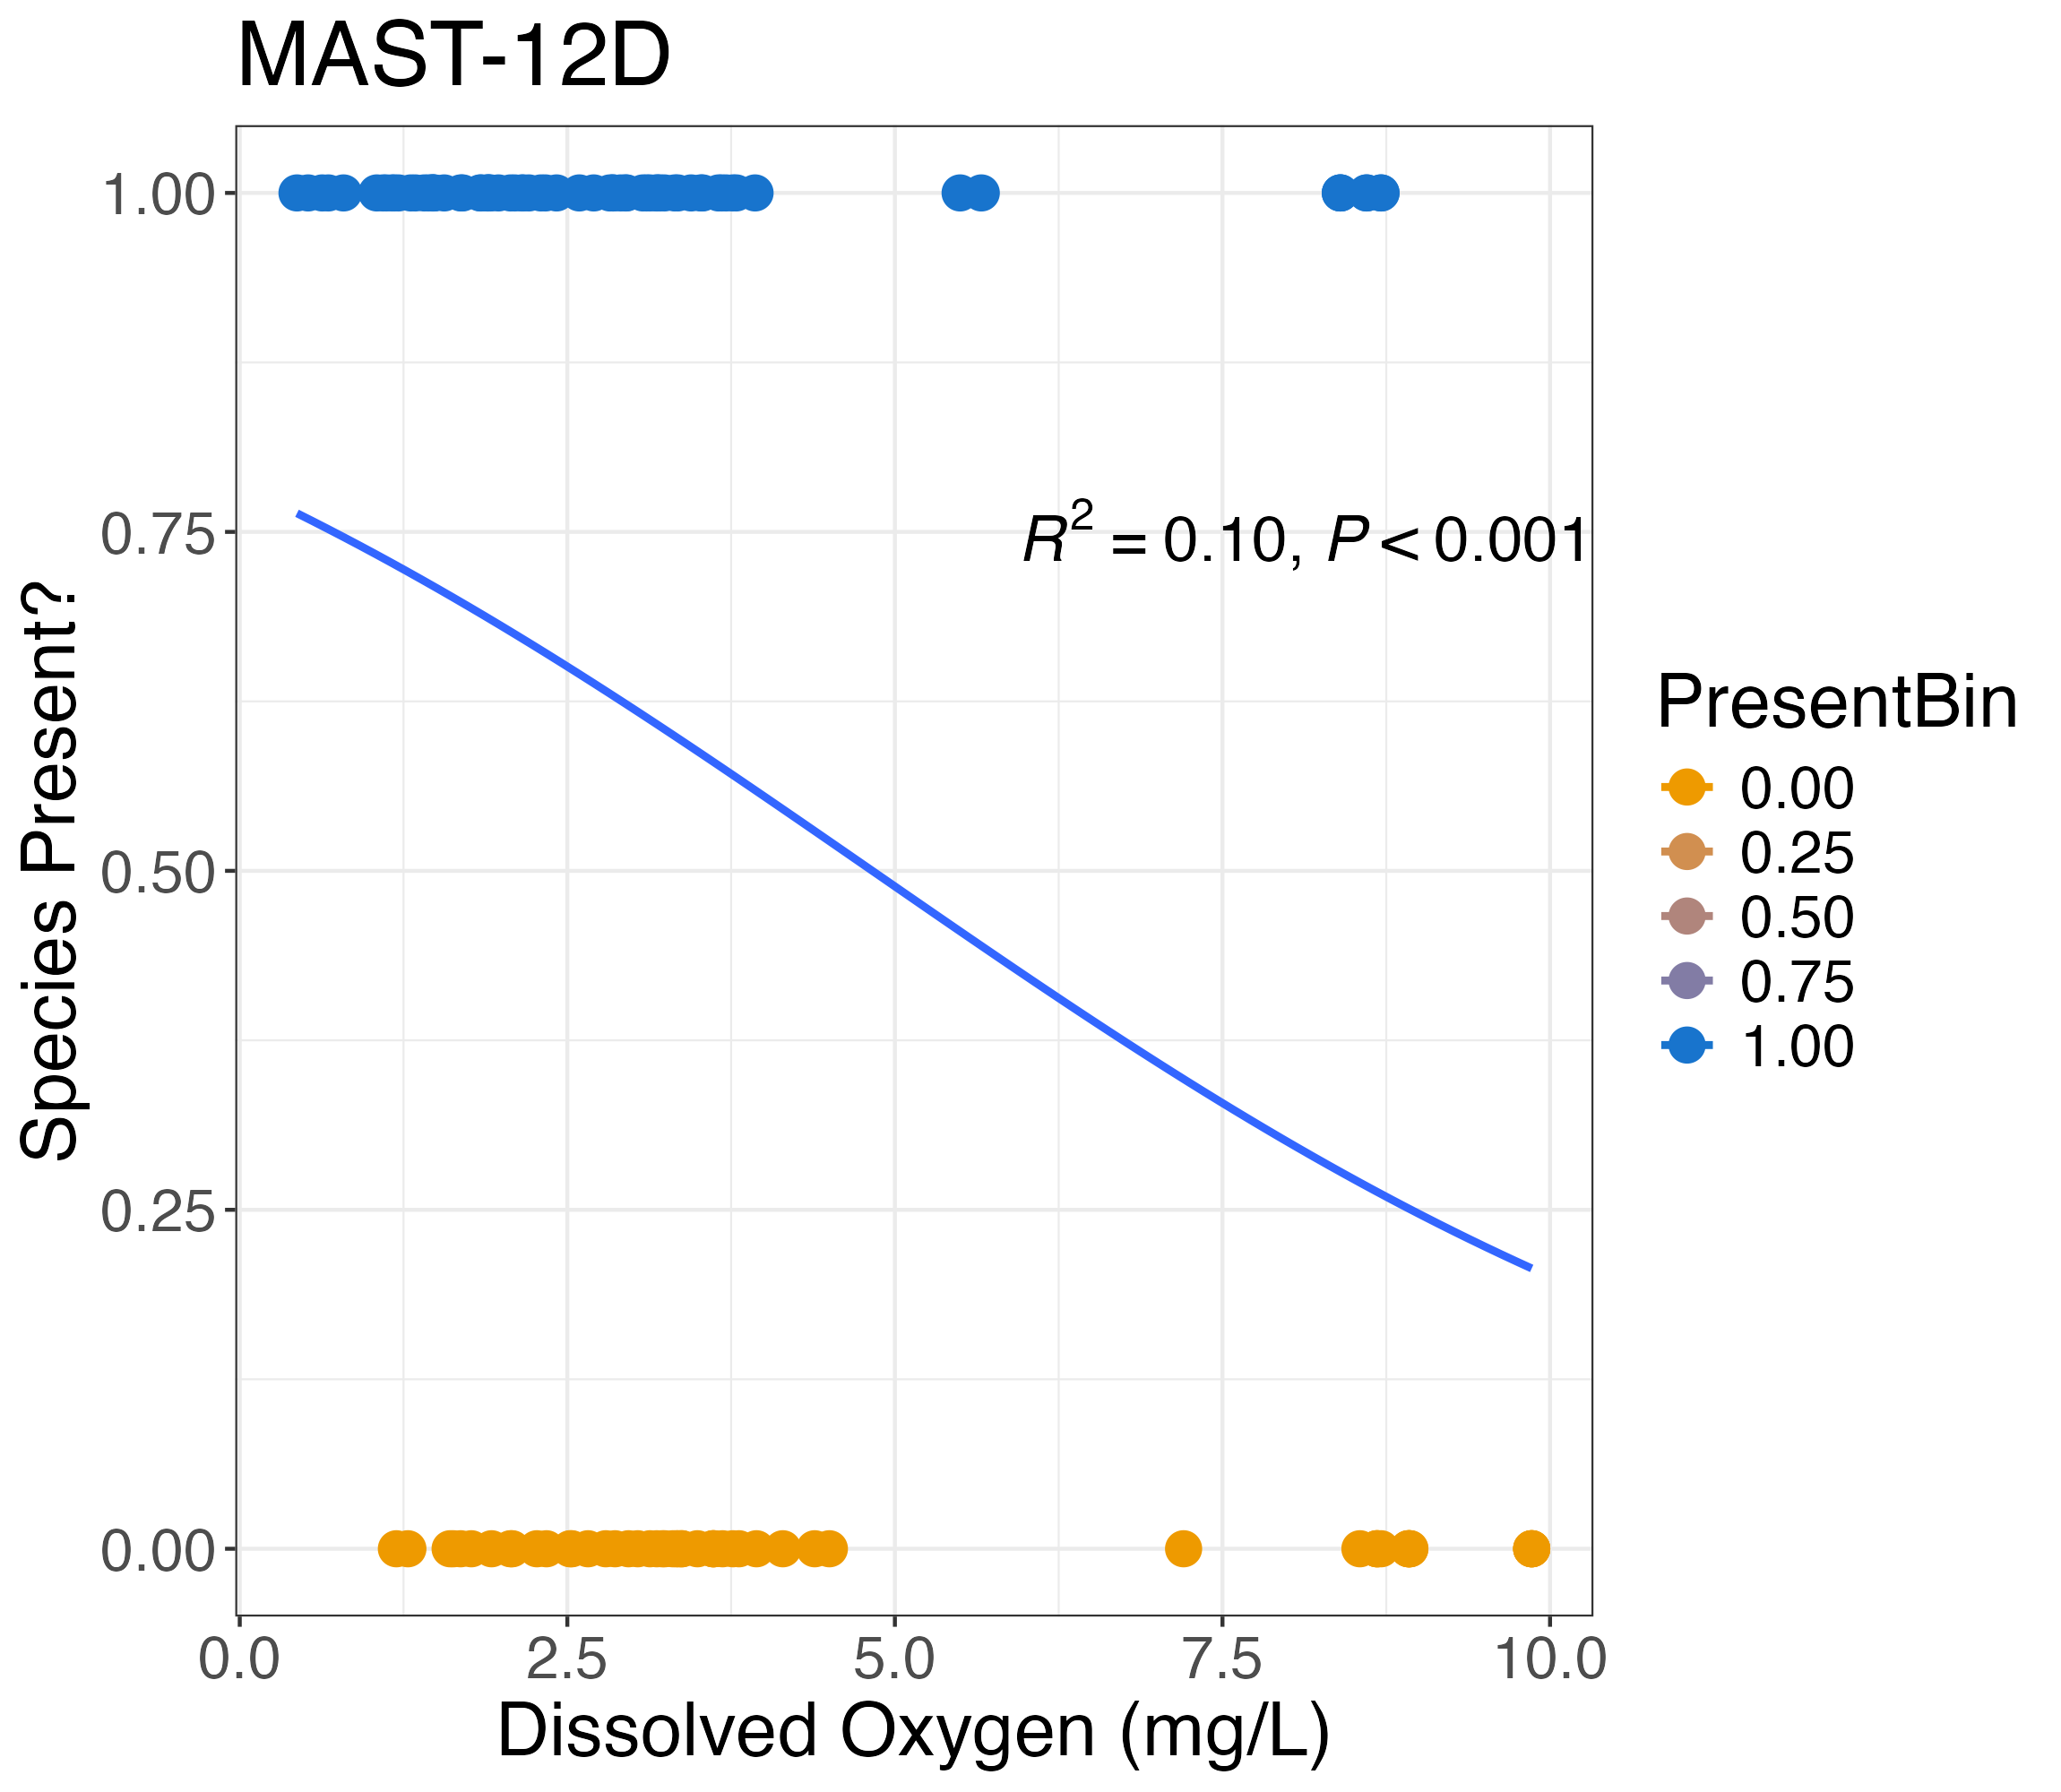 MAST-12D
1.00
0.75
0.50
0.25
0.00
Species Present?
R² = 0.10, P < 0.001
0.0 2.5 5.0 7.5 10.0
Dissolved Oxygen (mg/L)
PresentBin
0.00
0.25
0.50
0.75
1.00